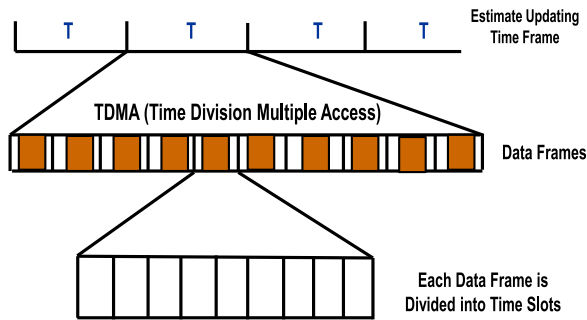 T T T T
Estimate Updating
Time Frame
TDMA (Time Division Multiple Access)
Data Frames
Each Data Frame is
Divided into Time Slots